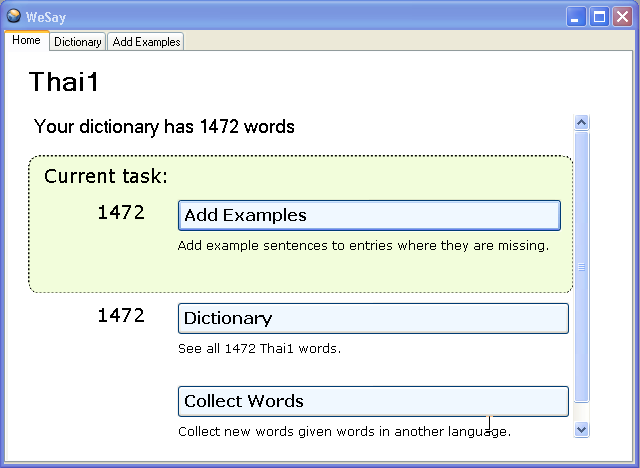 WeSay
Home Dictionary Add Examples
Thai1
Your dictionary has 1472 words
Current task:
1472 Add Examples
Add example sentences to entries where they are missing.
1472 Dictionary
See all 1472 Thai1 words.
Collect Words
Collect new words given words in another language.